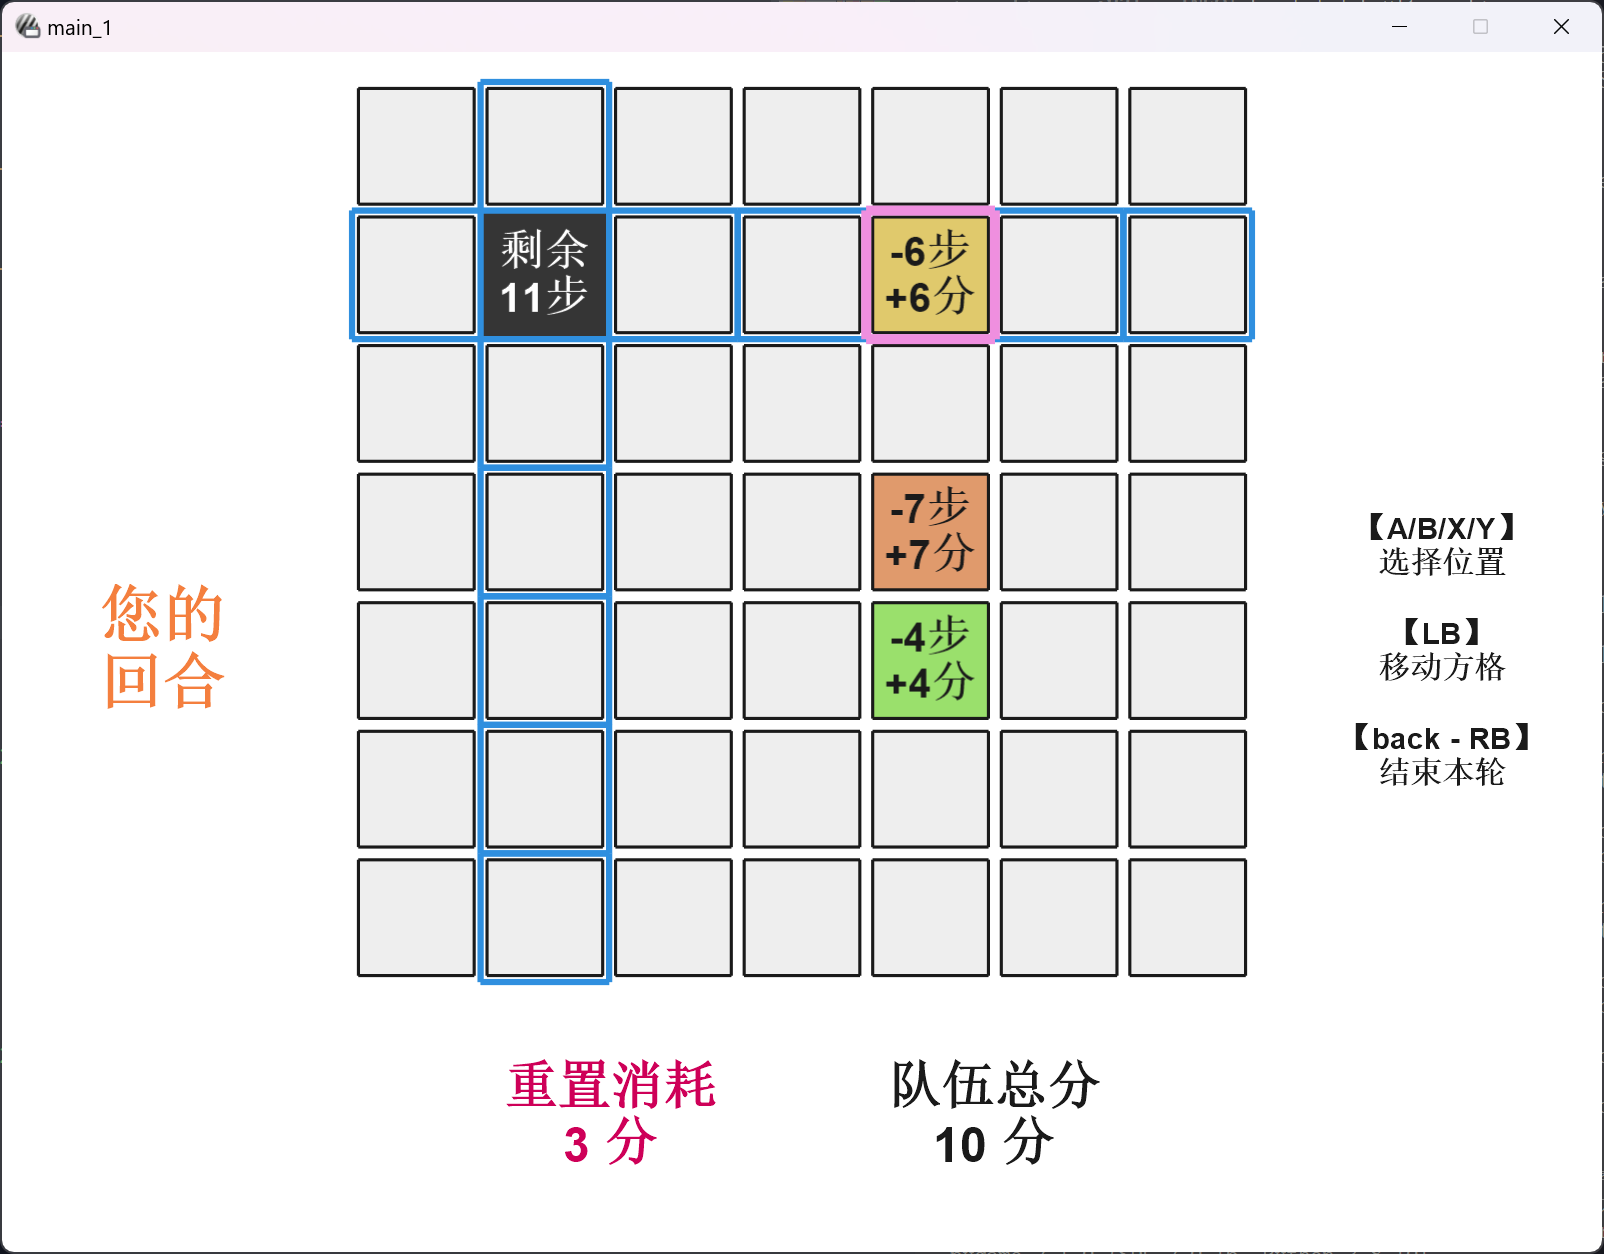 main_1
剩余
11步
-6步
+6分
-7步
+7分
-4步
+4分
您的
回合
【A/B/X/Y】
选择位置
【LB】
移动方格
【back - RB】
结束本轮
重置消耗
3 分
队伍总分
10 分